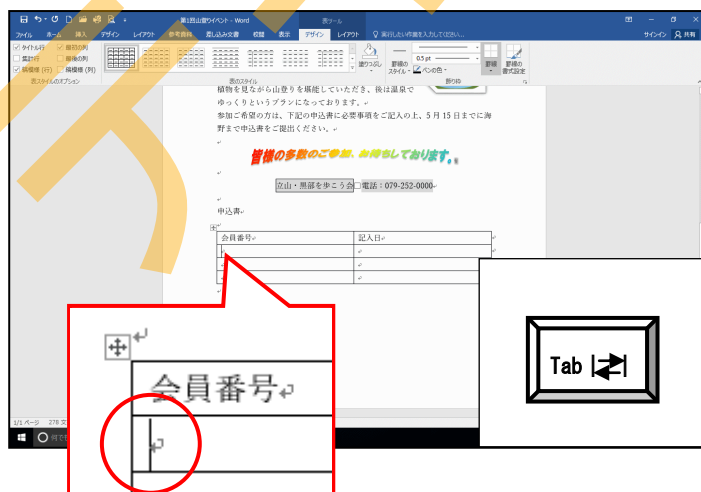 第1回山登りイベント - Word
表ツール
ファイル ホーム 挿入 デザイン レイアウト 参考資料 差し込み文書 校閲 表示 デザイン レイアウト 実行したい作業を入力してください... サインイン 共有
タイトル行 最初の列
集計行 最後の列
縞模様 (行) 縞模様 (列)
塗りつぶし
罫線の
スタイル
0.5 pt
ペンの色
罫線
罫線の
書式設定
表スタイルのオプション 表のスタイル 飾り枠
植物を見ながら山登りを堪能していただき、後は温泉で
ゆっくりというプランになっております。
参加ご希望の方は、下記の申込書に必要事項をご記入の上、5 月 15 日までに海
野まで申込書をご提出ください。
皆様の多数のご参加、お待ちしております。
立山・黒部を歩こう会□電話：079-252-0000
申込書
会員番号 記入日
会員番号
Tab
1/1 ページ 278 文